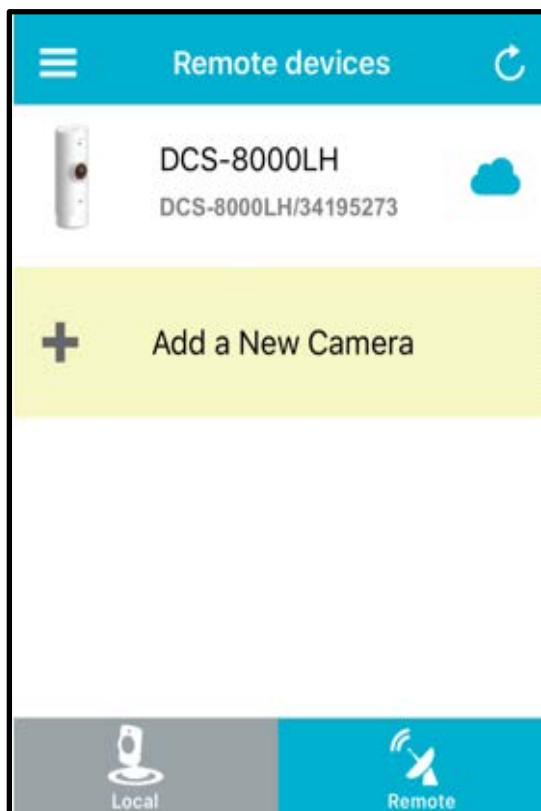 Remote devices
DCS-8000LH
DCS-8000LH/34195273
Add a New Camera
Local
Remote